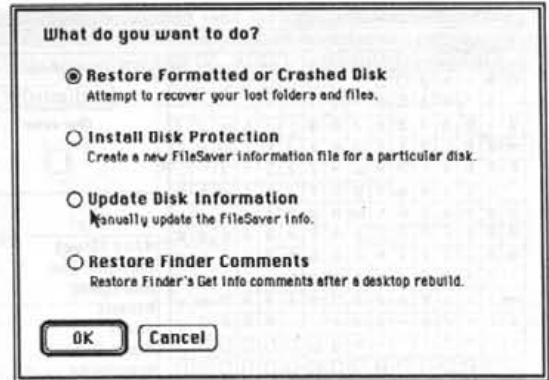 What do you want to do?
Restore Formatted or Crashed Disk
Attempt to recover your lost folders and files.
Install Disk Protection
Create a new FileSaver information file for a particular disk.
Update Disk Information
Manually update the FileSaver info.
Restore Finder Comments
Restore Finder's Get Info comments after a desktop rebuild.
OK
Cancel